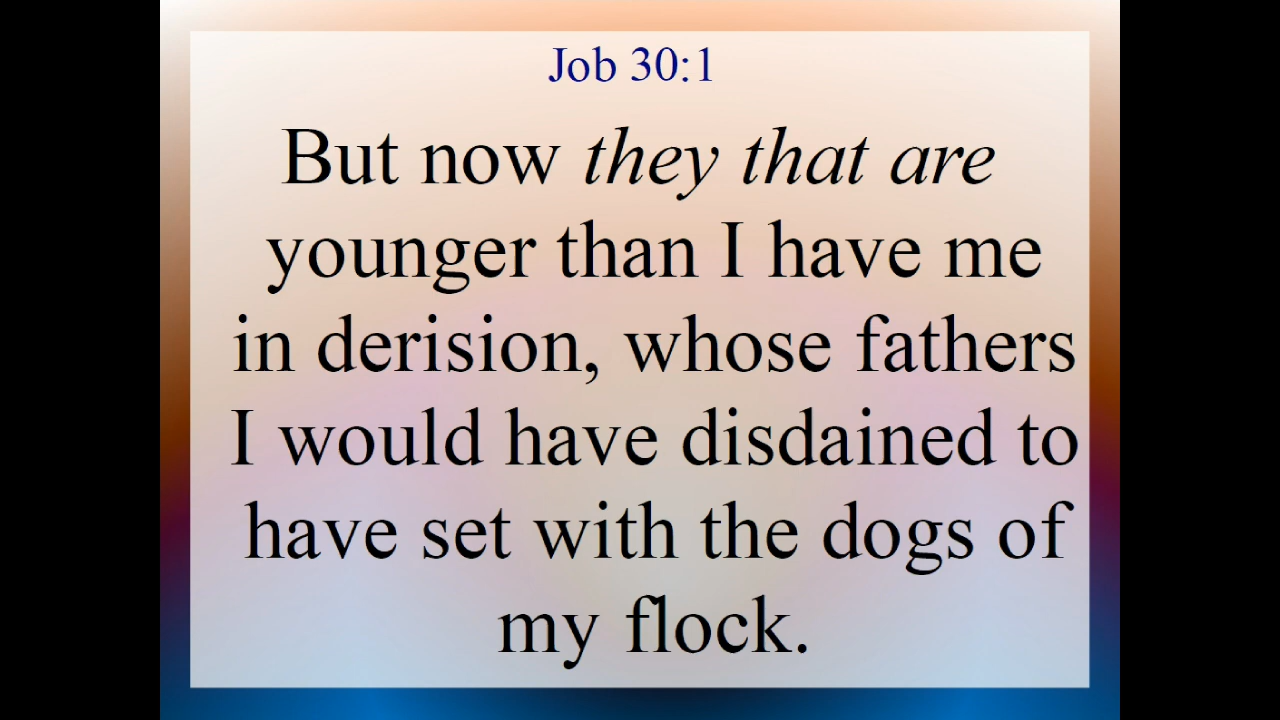 Job 30:1
But now they that are
younger than I have me
in derision, whose fathers
I would have disdained to
have set with the dogs of
my flock.